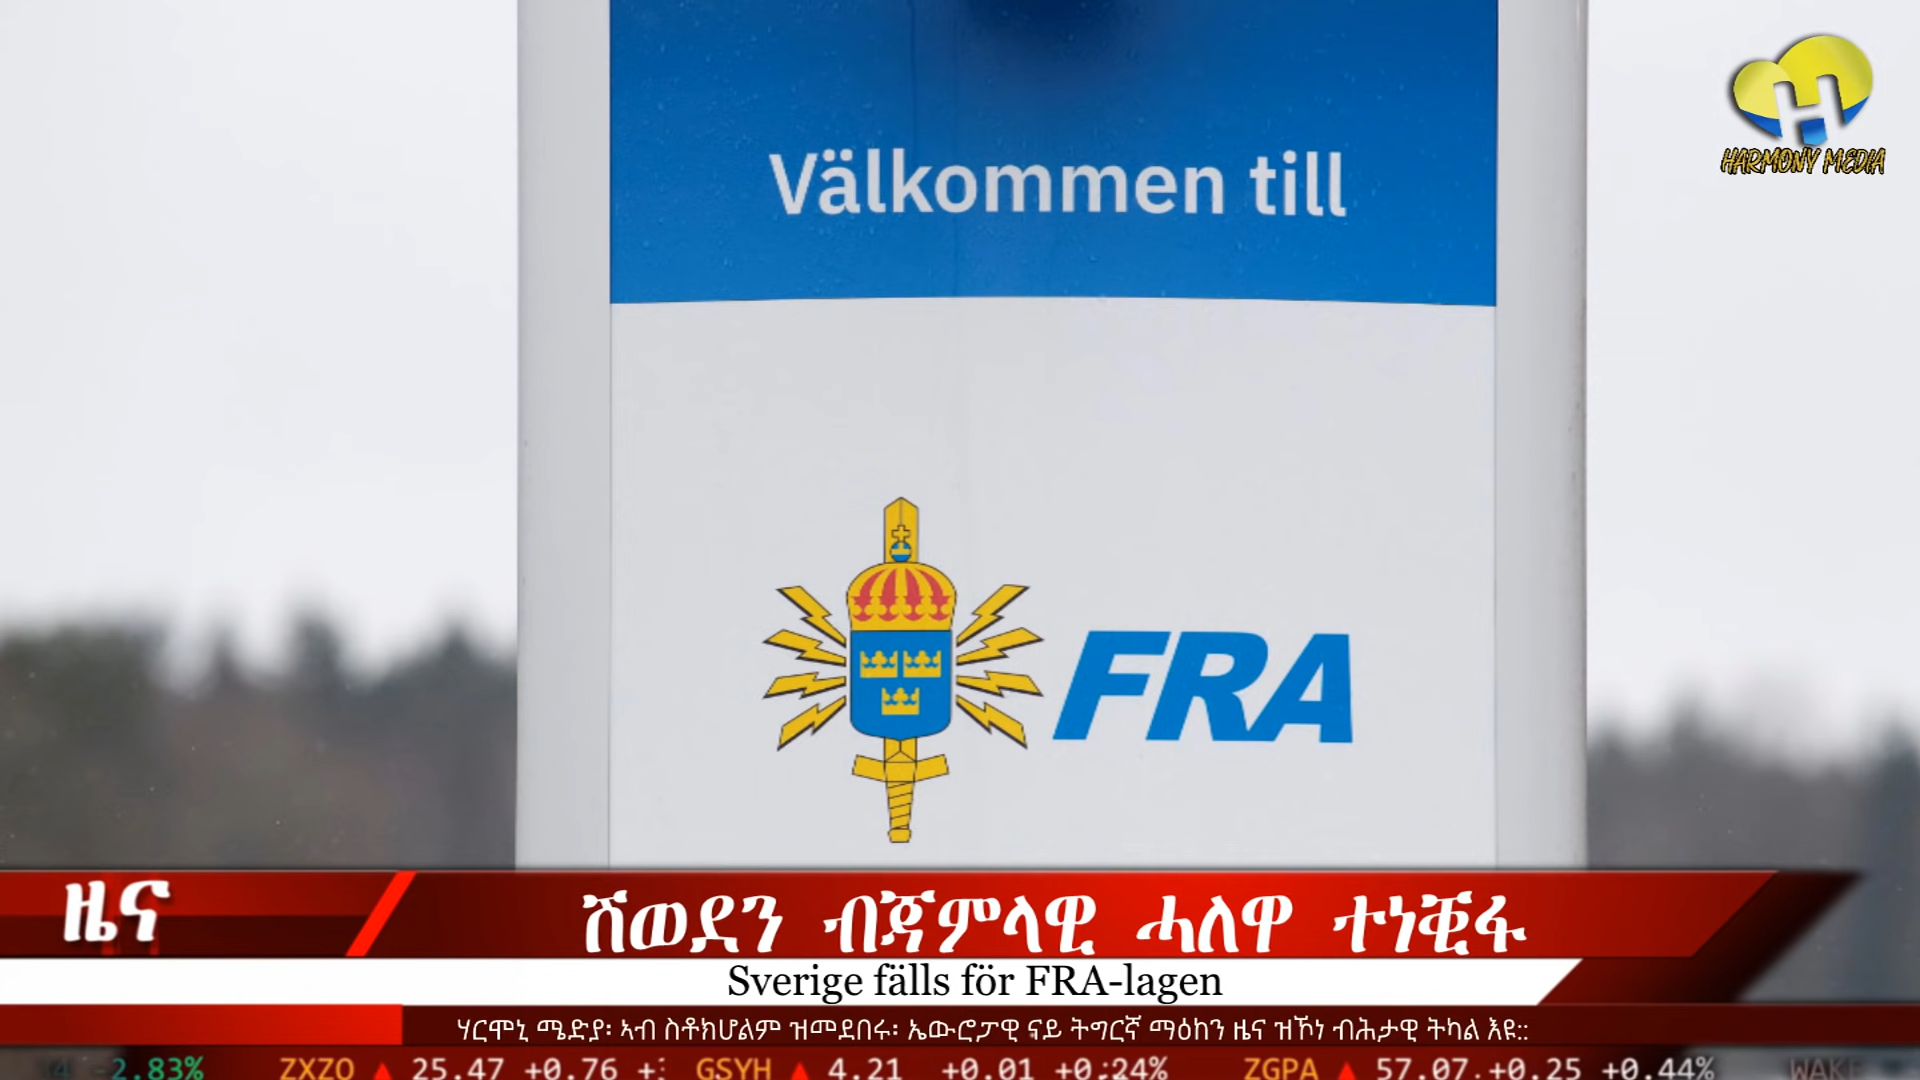 Välkommen till
HARMONY MEDIA
FRA
ዜና
ሽወደን ብጃምላዊ ሓለዋ ተነቒፋ
Sverige fälls för FRA-lagen
ሃርሞኒ ሜድያ፡ ኣብ ስቶክሆልም ዝመደበሩ፡ ኤውሮፓዊ ናይ ትግርኛ ማዕከን ዜና ዝኾነ ብሕታዊ ትካል እዩ::
-2.83% ZXZO ▲ 25.47 +0.76 GSYH ▲ 4.21 +0.01 +0.24% ZGPA ▲ 57.07 +0.25 +0.44%